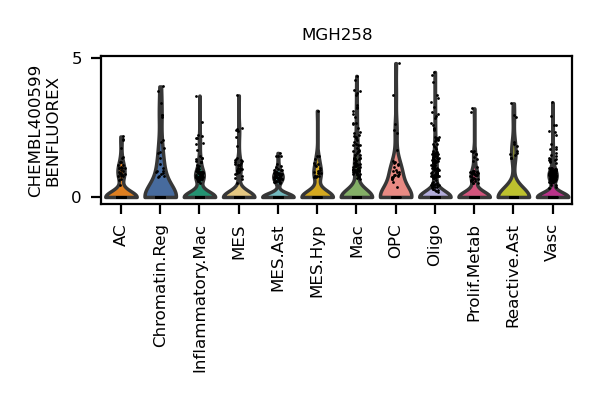 MGH258
CHEMBL400599
BENFLUOREX
5
0
AC
Chromatin.Reg
Inflammatory.Mac
MES
MES.Ast
MES.Hyp
Mac
OPC
Oligo
Prolif.Metab
Reactive.Ast
Vasc